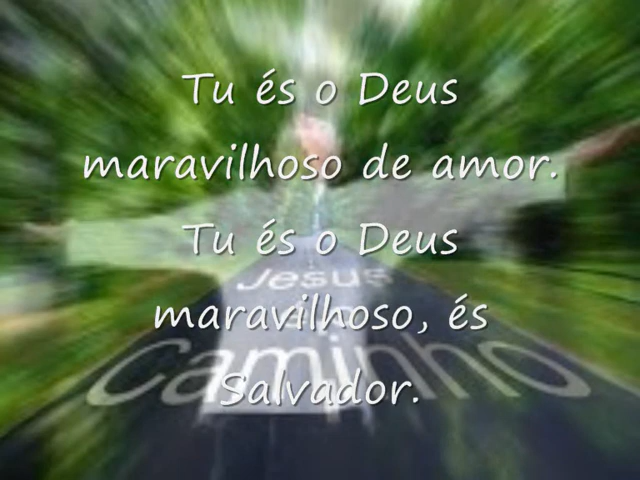 Tu és o Deus
maravilhoso de amor.
Tu és o Deus
Jesus
maravilhoso, és
Caminho
Salvador.